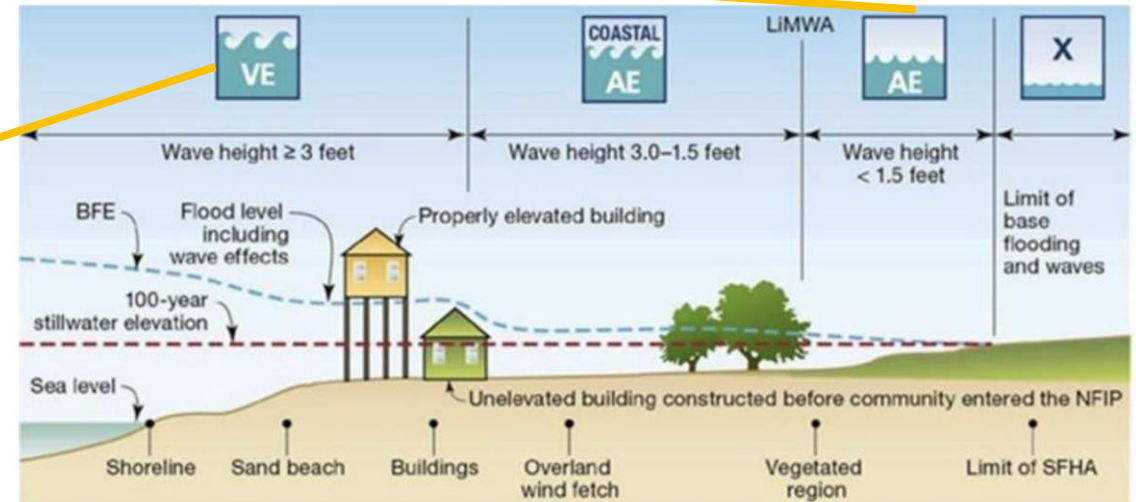 VE
COASTAL
AE
LiMWA
AE
X
Wave height ≥ 3 feet
Wave height 3.0–1.5 feet
Wave height
< 1.5 feet
Limit of
base
flooding
and waves
BFE
Flood level
including
wave effects
Properly elevated building
100-year
stillwater elevation
Sea level
Unelevated building constructed before community entered the NFIP
Shoreline
Sand beach
Buildings
Overland
wind fetch
Vegetated
region
Limit of SFHA